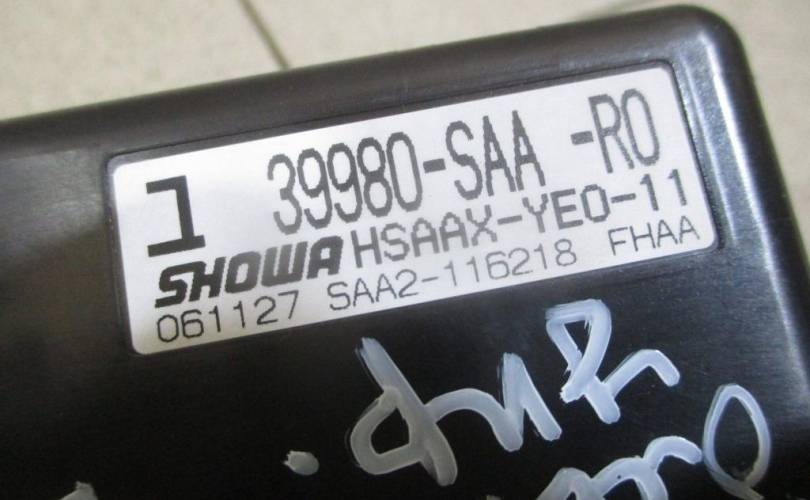 1 39980-SAA -R0
SHOWA HSAAX-YE0-11
061127 SAA2-116218 FHAA